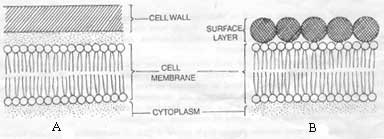 CELL WALL
SURFACE
LAYER
CELL
MEMBRANE
CYTOPLASM
A
B